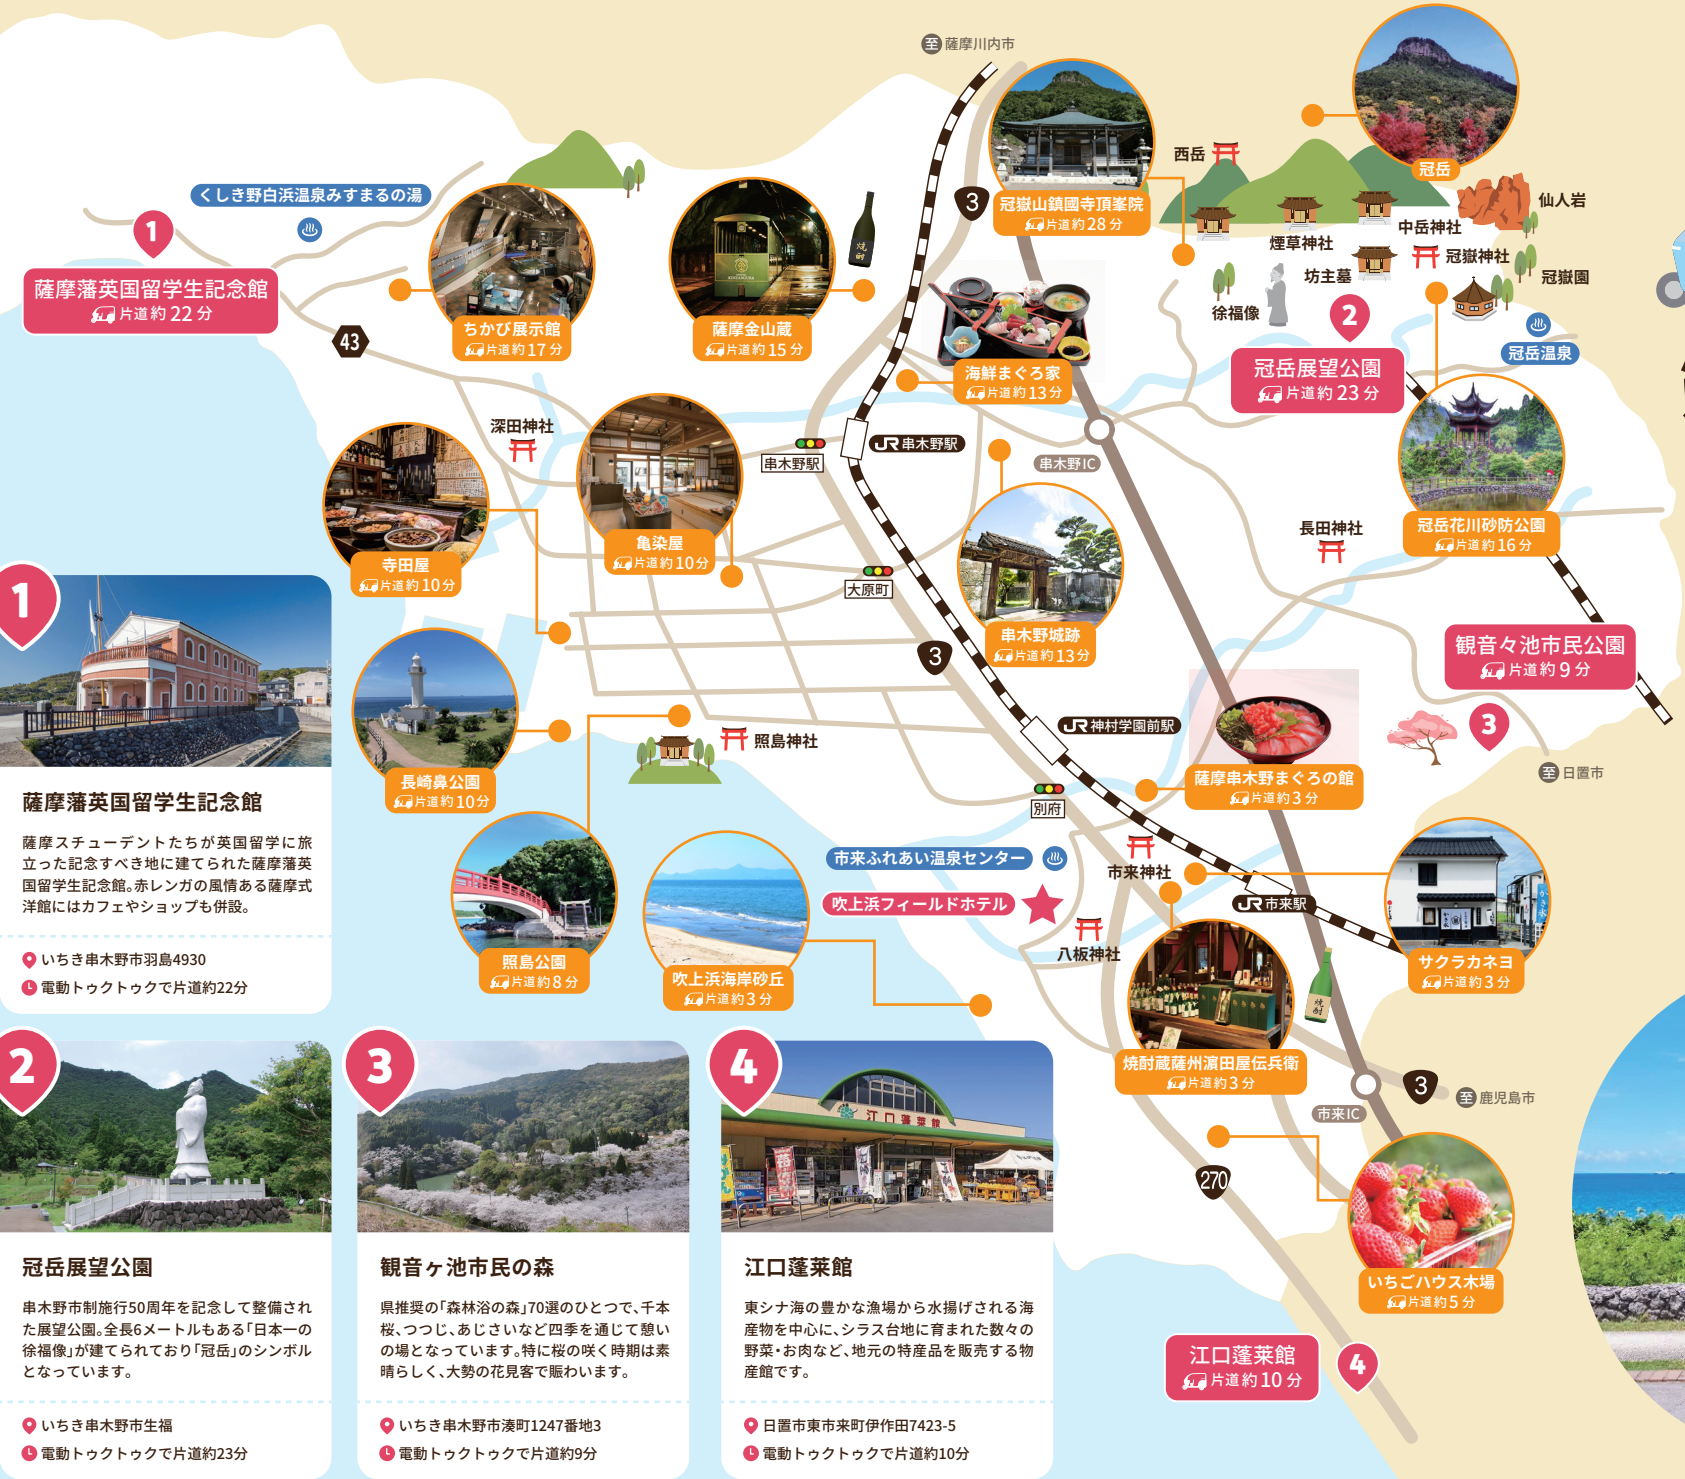 至 薩摩川内市
くしき野白浜温泉みすまるの湯
1
薩摩藩英国留学生記念館
片道約22分
43
ちかび展示館
片道約17分
薩摩金山蔵
片道約15分
焼酎
3
冠嶽山鎮國寺頂峯院
片道約28分
冠岳
西岳
仙人岩
中岳神社
煙草神社
冠嶽神社
坊主墓
冠嶽園
徐福像
2
冠岳展望公園
片道約23分
冠岳温泉
海鮮まぐろ家
片道約13分
深田神社
串木野駅
JR 串木野駅
串木野IC
寺田屋
片道約10分
亀染屋
片道約10分
大原町
串木野城跡
片道約13分
長田神社
冠岳花川砂防公園
片道約16分
3
観音々池市民公園
片道約9分
3
至 日置市
長崎鼻公園
片道約10分
照島神社
JR 神村学園前駅
別府
薩摩串木野まぐろの館
片道約3分
市来ふれあい温泉センター
吹上浜フィールドホテル
市来神社
八板神社
JR 市来駅
サクラカネヨ
片道約3分
照島公園
片道約8分
吹上浜海岸砂丘
片道約3分
焼酎
焼酎蔵薩州濵田屋伝兵衛
片道約3分
市来IC
3
至 鹿児島市
270
いちごハウス木場
片道約5分
江口蓬莱館
片道約10分
4
1
薩摩藩英国留学生記念館
薩摩スチューデントたちが英国留学に旅
立った記念すべき地に建てられた薩摩藩英
国留学生記念館。赤レンガの風情ある薩摩式
洋館にはカフェやショップも併設。
いちき串木野市羽島4930
電動トゥクトゥクで片道約22分
2
冠岳展望公園
串木野市制施行50周年を記念して整備され
た展望公園。全長6メートルもある「日本一の
徐福像」が建てられており「冠岳」のシンボル
となっています。
いちき串木野市生福
電動トゥクトゥクで片道約23分
3
観音ヶ池市民の森
県推奨の「森林浴の森」70選のひとつで、千本
桜、つつじ、あじさいなど四季を通じて憩い
の場となっています。特に桜の咲く時期は素
晴らしく、大勢の花見客で賑わいます。
いちき串木野市湊町1247番地3
電動トゥクトゥクで片道約9分
4
江口蓬莱館
江口蓬莱館
東シナ海の豊かな漁場から水揚げされる海
産物を中心に、シラス台地に育まれた数々の
野菜・お肉など、地元の特産品を販売する物
産館です。
日置市東市来町伊作田7423-5
電動トゥクトゥクで片道約10分